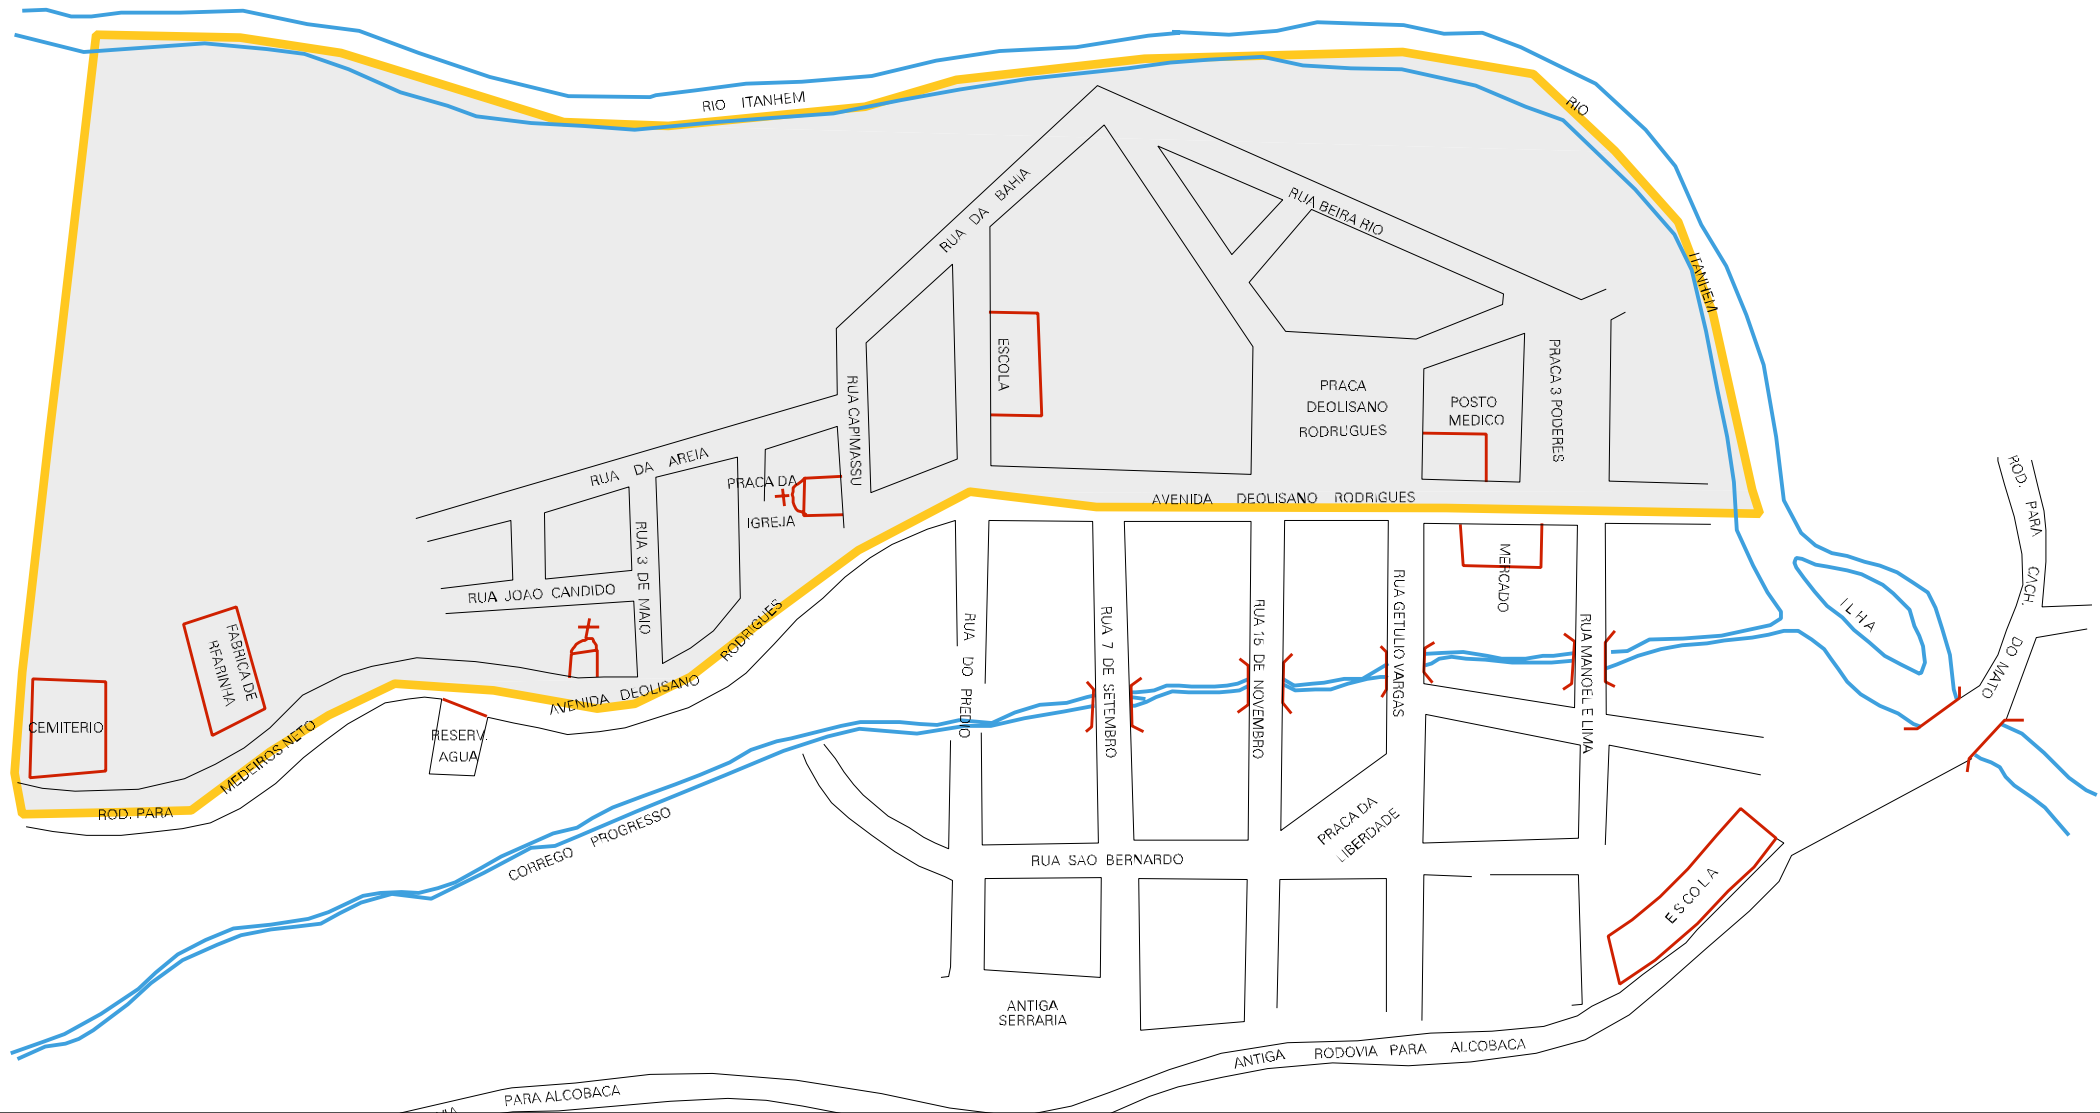 RIO ITANHEM
RIO
ITANHEM
RUA DA BAHIA
RUA BEIRA RIO
ESCOLA
RUA CAPIMASSU
PRACA
DEOLISANO
RODRUGUES
POSTO
MEDICO
PRACA 3 PODERES
RUA DA AREIA
PRACA DA
IGREJA
AVENIDA DEOLISANO RODRIGUES
RUA 3 DE MAIO
RUA JOAO CANDIDO
FABRICA DE
RFARINHA
CEMITERIO
ROD. PARA
MEDEIROS NETO
AVENIDA DEOLISANO
RODRIGUES
RESERV.
AGUA
RUA DO PREDIO
RUA 7 DE SETEMBRO
RUA 15 DE NOVEMBRO
RUA GETULIO VARGAS
MERCADO
RUA MANOEL E LIMA
ILHA
ROD. PARA CACH. DO MATO
CORREGO PROGRESSO
RUA SAO BERNARDO
PRACA DA
LIBERDADE
ESCOLA
ANTIGA
SERRARIA
ANTIGA RODOVIA PARA ALCOBACA
PARA ALCOBACA